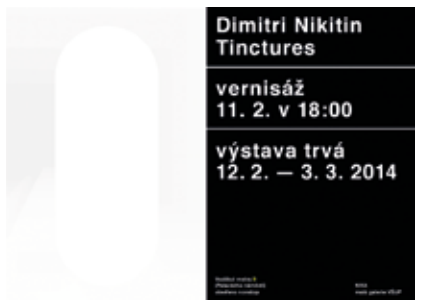 Dimitri Nikitin
Tinctures
vernisáž
11. 2. v 18:00
výstava trvá
12. 2. — 3. 3. 2014